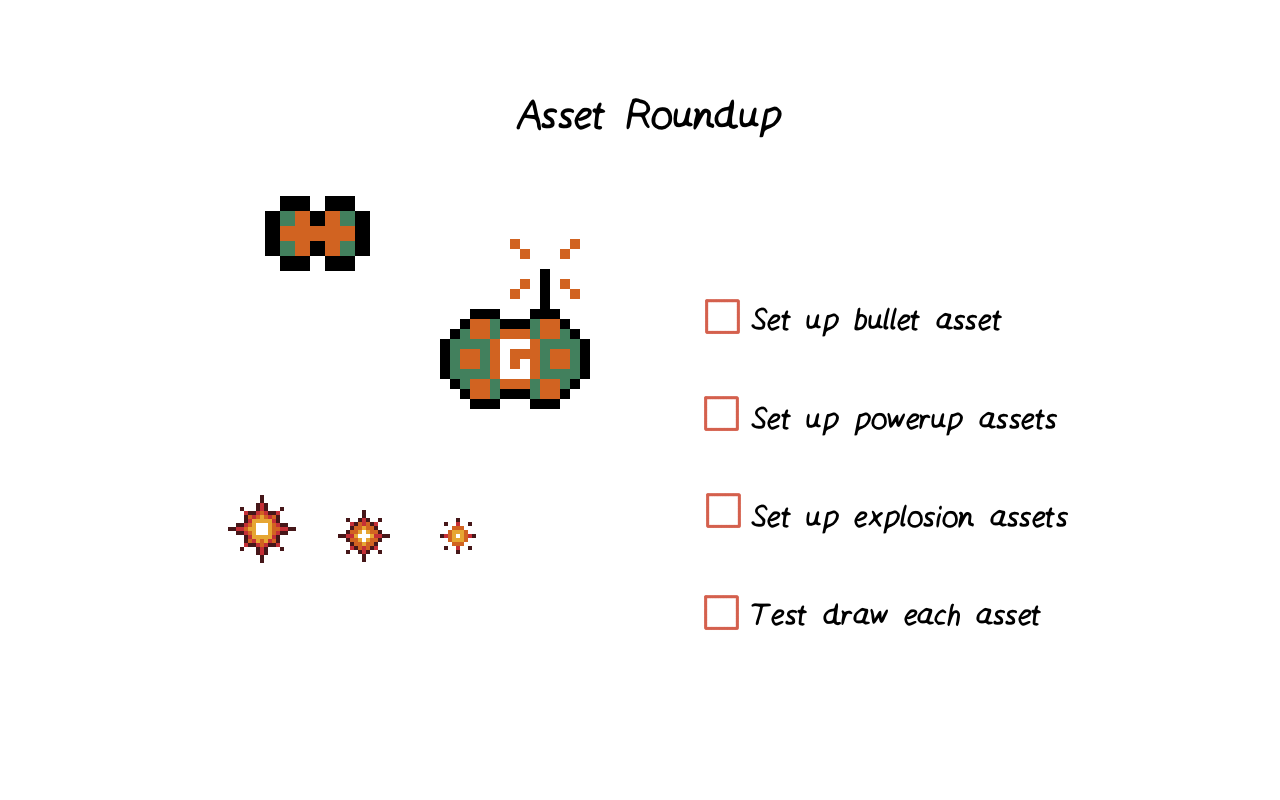 Asset Roundup
G
Set up bullet asset
Set up powerup assets
Set up explosion assets
Test draw each asset